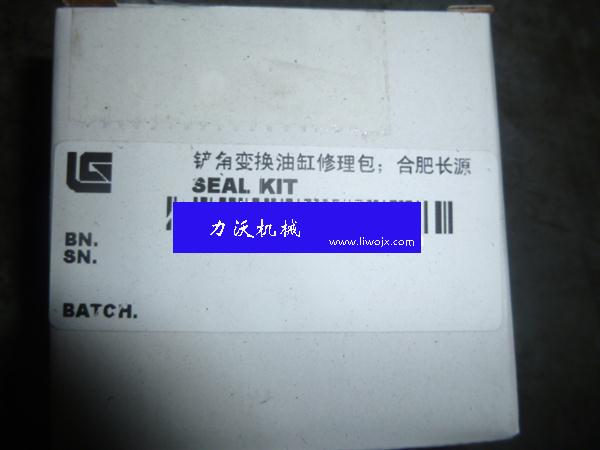 铲角变换油缸修理包；合肥长源
SEAL KIT
力沃机械
www.liwojx.com
BN.
SN.
BATCH.